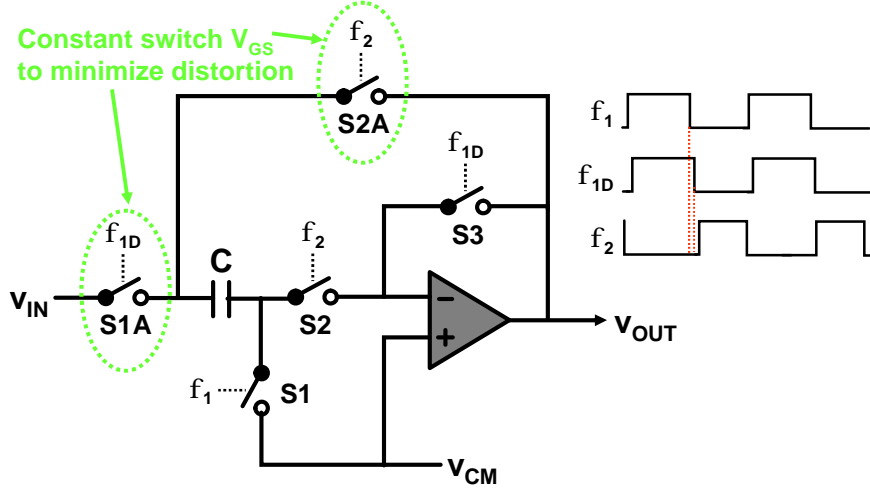 Constant switch V_GS
to minimize distortion
f_2
S2A
f_1
f_1D
f_1D
S3
f_2
f_1D
C
f_2
v_IN
S1A
S2
−
+
v_OUT
f_1
S1
v_CM